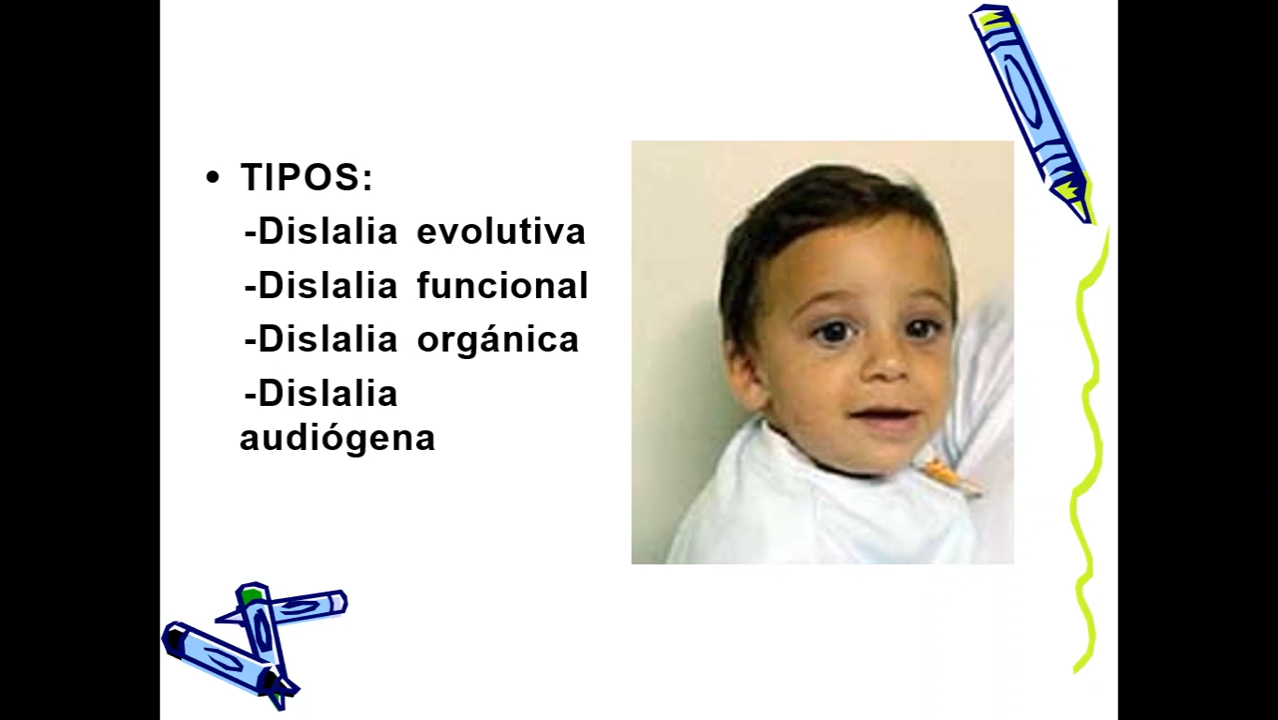 • TIPOS:
-Dislalia evolutiva
-Dislalia funcional
-Dislalia orgánica
-Dislalia
audiógena